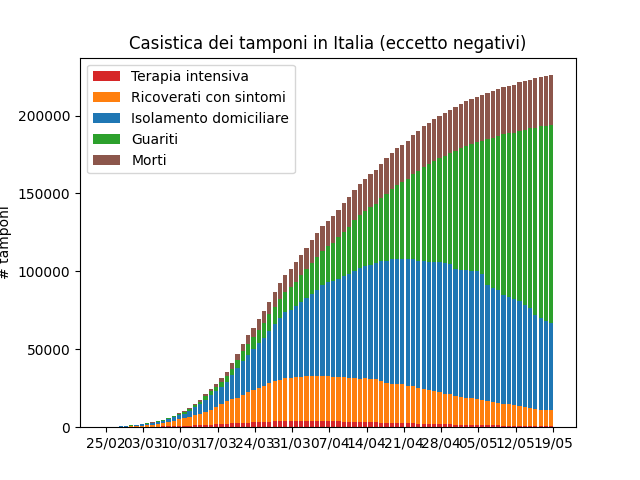 Casistica dei tamponi in Italia (eccetto negativi)
Terapia intensiva
Ricoverati con sintomi
Isolamento domiciliare
Guariti
Morti
200000
150000
100000
50000
0
# tamponi
25/02 03/03 10/03 17/03 24/03 31/03 07/04 14/04 21/04 28/04 05/05 12/05 19/05